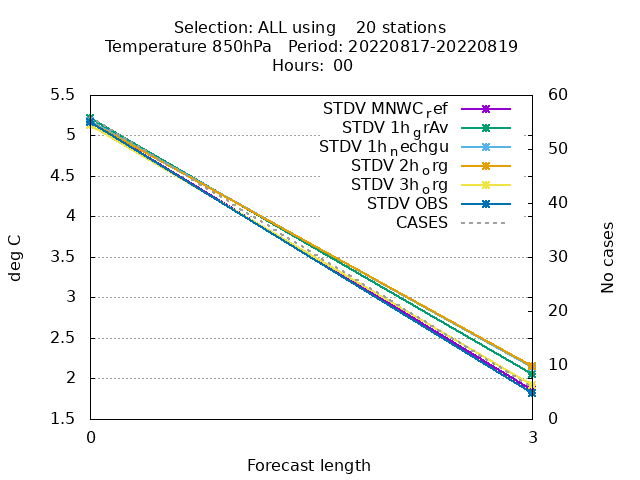 Selection: ALL using    20 stations
Temperature 850hPa   Period: 20220817-20220819
Hours:  00
STDV MNWC_ref
STDV 1h_grAv
STDV 1h_nechgu
STDV 2h_org
STDV 3h_org
STDV OBS
CASES
5.5
5
4.5
4
3.5
3
2.5
2
1.5
deg C
60
50
40
30
20
10
0
No cases
0 3
Forecast length